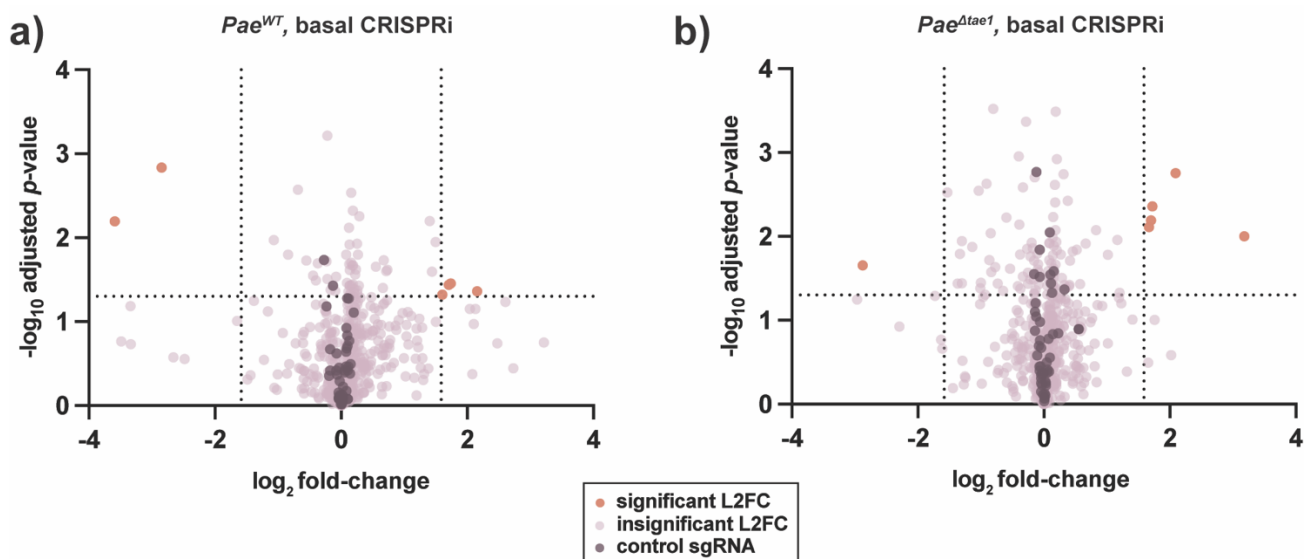 a)
Pae^WT, basal CRISPRi
4
3
2
1
0
-4 -2 0 2 4
-log₁₀ adjusted p-value
log₂ fold-change
b)
Pae^Δtae1, basal CRISPRi
4
3
2
1
0
-4 -2 0 2 4
-log₁₀ adjusted p-value
log₂ fold-change
significant L2FC
insignificant L2FC
control sgRNA